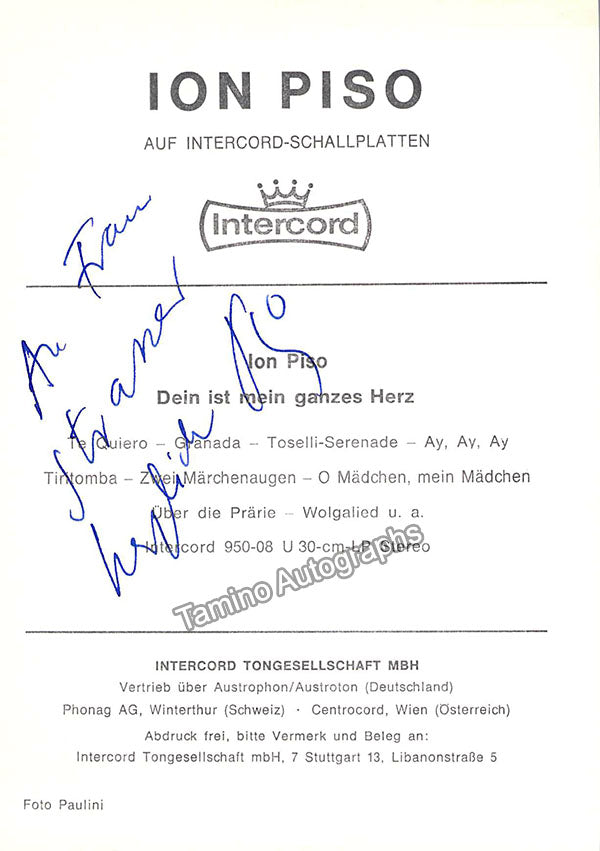 ION PISO
AUF INTERCORD-SCHALLPLATTEN
Intercord
An Frau
herzlich Piso
Ion Piso
Dein ist mein ganzes Herz
Te Quiero – Granada – Toselli-Serenade – Ay, Ay, Ay
Tiritomba – Zwei Märchenaugen – O Mädchen, mein Mädchen
Über die Prärie – Wolgalied u. a.
Intercord 950-08 U 30-cm-LP Stereo
Tamino Autographs
INTERCORD TONGESELLSCHAFT MBH
Vertrieb über Austrophon/Austroton (Deutschland)
Phonag AG, Winterthur (Schweiz) · Centrocord, Wien (Österreich)
Abdruck frei, bitte Vermerk und Beleg an:
Intercord Tongesellschaft mbH, 7 Stuttgart 13, Libanonstraße 5
Foto Paulini